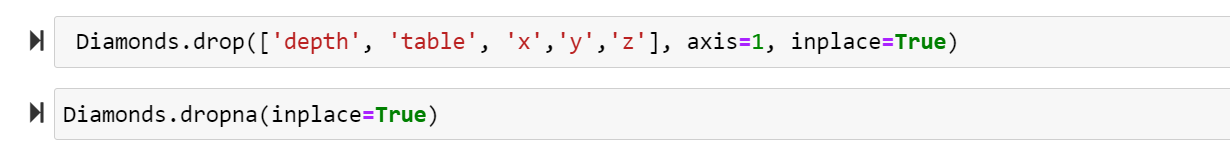 Diamonds.drop(['depth', 'table', 'x','y','z'], axis=1, inplace=True)
Diamonds.dropna(inplace=True)